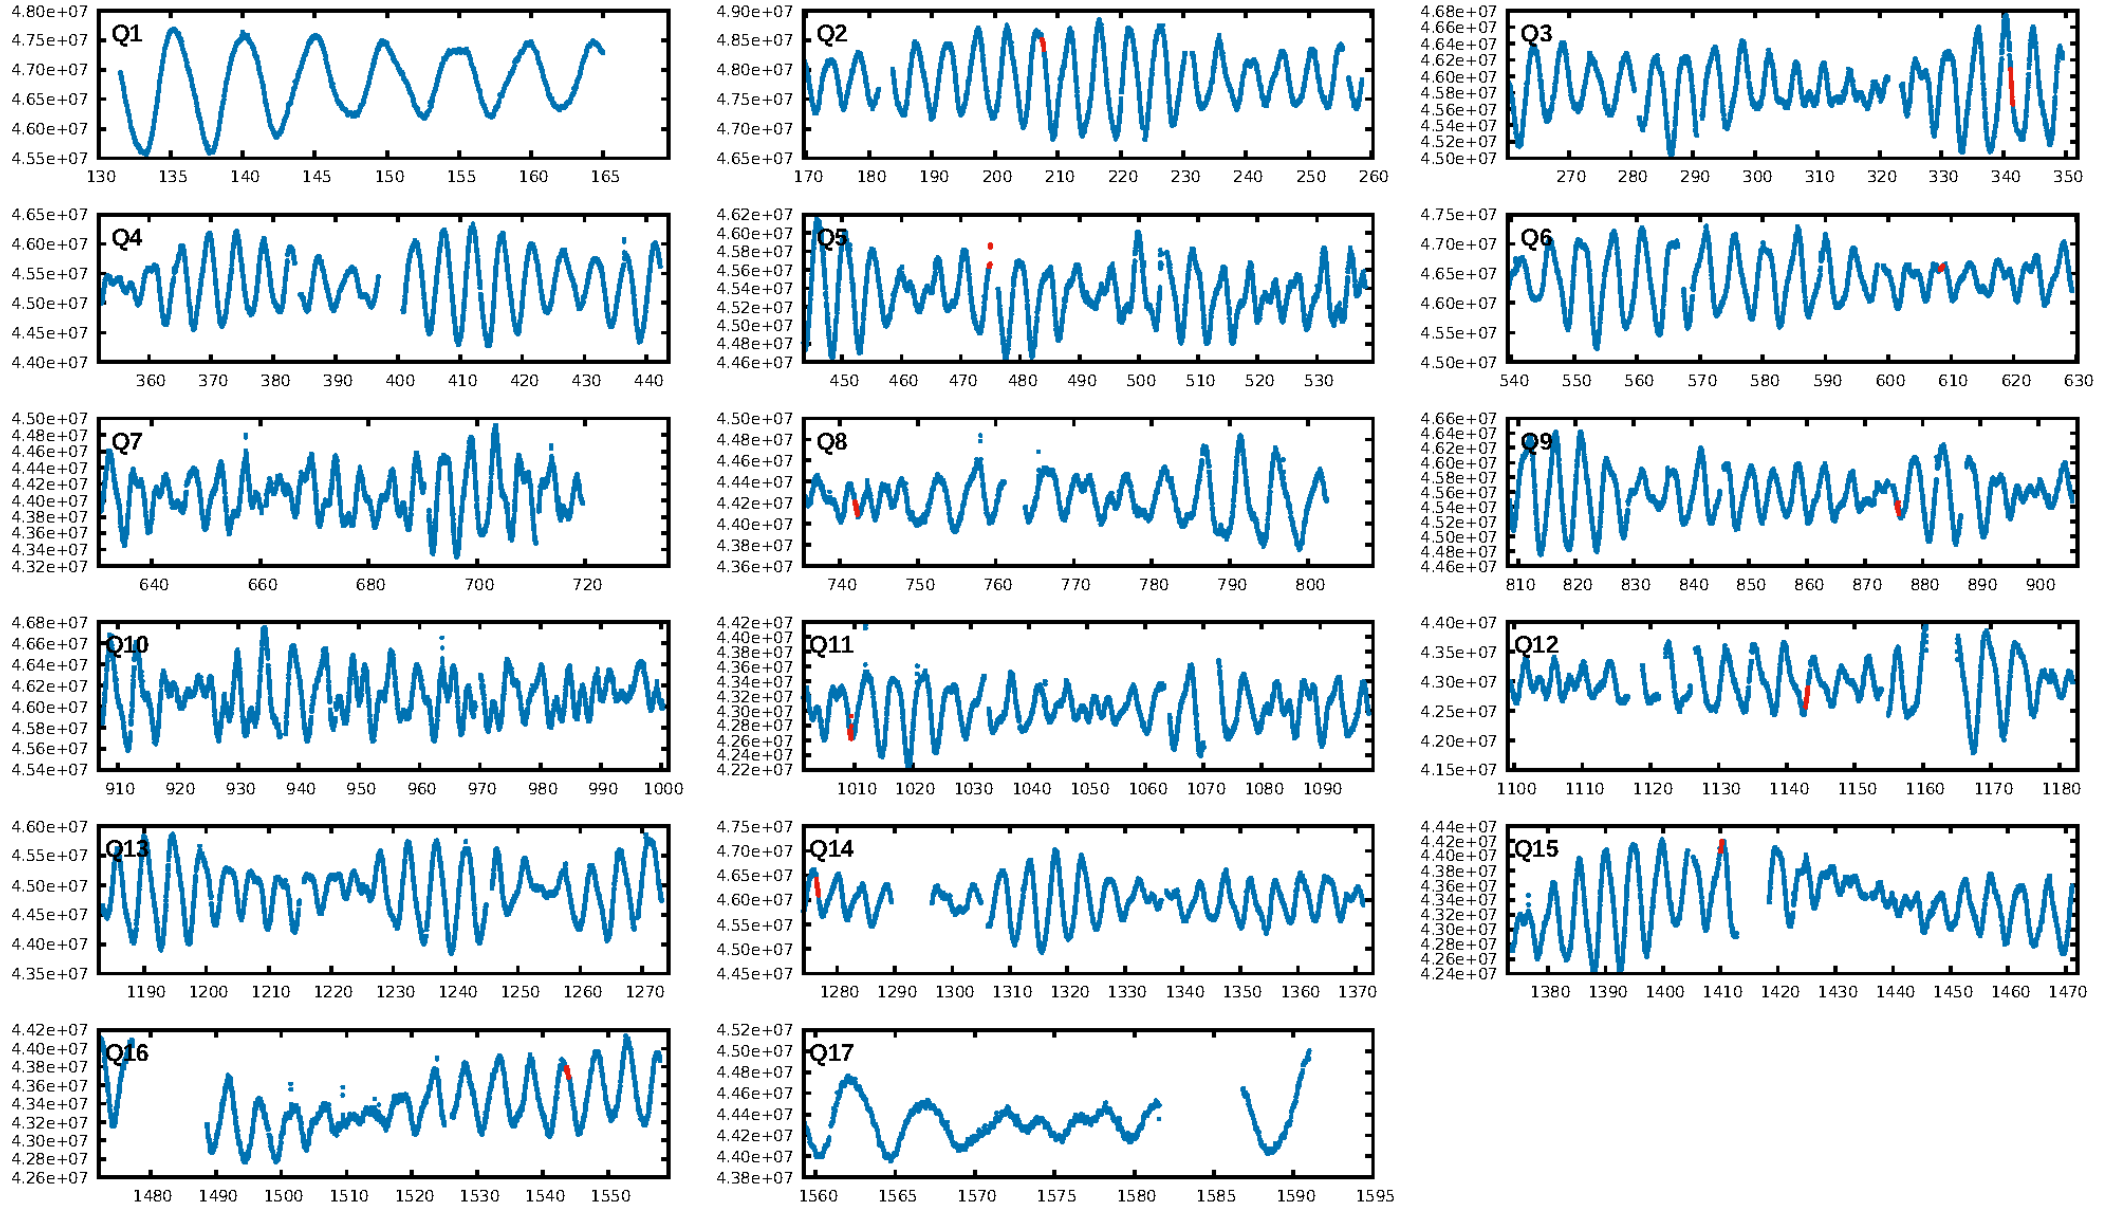 4.80e+07 4.75e+07 4.70e+07 4.65e+07 4.60e+07 4.55e+07
Q1
130 135 140 145 150 155 160 165
4.90e+07 4.85e+07 4.80e+07 4.75e+07 4.70e+07 4.65e+07
Q2
170 180 190 200 210 220 230 240 250 260
4.68e+07 4.66e+07 4.64e+07 4.62e+07 4.60e+07 4.58e+07 4.56e+07 4.54e+07 4.52e+07 4.50e+07
Q3
270 280 290 300 310 320 330 340 350
4.65e+07 4.60e+07 4.55e+07 4.50e+07 4.45e+07 4.40e+07
Q4
360 370 380 390 400 410 420 430 440
4.62e+07 4.60e+07 4.58e+07 4.56e+07 4.54e+07 4.52e+07 4.50e+07 4.48e+07 4.46e+07
Q5
450 460 470 480 490 500 510 520 530
4.75e+07 4.70e+07 4.65e+07 4.60e+07 4.55e+07 4.50e+07
Q6
540 550 560 570 580 590 600 610 620 630
4.50e+07 4.48e+07 4.46e+07 4.44e+07 4.42e+07 4.40e+07 4.38e+07 4.36e+07 4.34e+07 4.32e+07
Q7
640 660 680 700 720
4.50e+07 4.48e+07 4.46e+07 4.44e+07 4.42e+07 4.40e+07 4.38e+07 4.36e+07
Q8
740 750 760 770 780 790 800
4.66e+07 4.64e+07 4.62e+07 4.60e+07 4.58e+07 4.56e+07 4.54e+07 4.52e+07 4.50e+07 4.48e+07 4.46e+07
Q9
810 820 830 840 850 860 870 880 890 900
4.68e+07 4.66e+07 4.64e+07 4.62e+07 4.60e+07 4.58e+07 4.56e+07 4.54e+07
Q10
910 920 930 940 950 960 970 980 990 1000
4.42e+07 4.40e+07 4.38e+07 4.36e+07 4.34e+07 4.32e+07 4.30e+07 4.28e+07 4.26e+07 4.24e+07 4.22e+07
Q11
1010 1020 1030 1040 1050 1060 1070 1080 1090
4.40e+07 4.35e+07 4.30e+07 4.25e+07 4.20e+07 4.15e+07
Q12
1100 1110 1120 1130 1140 1150 1160 1170 1180
4.60e+07 4.55e+07 4.50e+07 4.45e+07 4.40e+07 4.35e+07
Q13
1190 1200 1210 1220 1230 1240 1250 1260 1270
4.75e+07 4.70e+07 4.65e+07 4.60e+07 4.55e+07 4.50e+07 4.45e+07
Q14
1280 1290 1300 1310 1320 1330 1340 1350 1360 1370
4.44e+07 4.42e+07 4.40e+07 4.38e+07 4.36e+07 4.34e+07 4.32e+07 4.30e+07 4.28e+07 4.26e+07 4.24e+07
Q15
1380 1390 1400 1410 1420 1430 1440 1450 1460 1470
4.42e+07 4.40e+07 4.38e+07 4.36e+07 4.34e+07 4.32e+07 4.30e+07 4.28e+07 4.26e+07
Q16
1480 1490 1500 1510 1520 1530 1540 1550
4.52e+07 4.50e+07 4.48e+07 4.46e+07 4.44e+07 4.42e+07 4.40e+07 4.38e+07
Q17
1560 1565 1570 1575 1580 1585 1590 1595